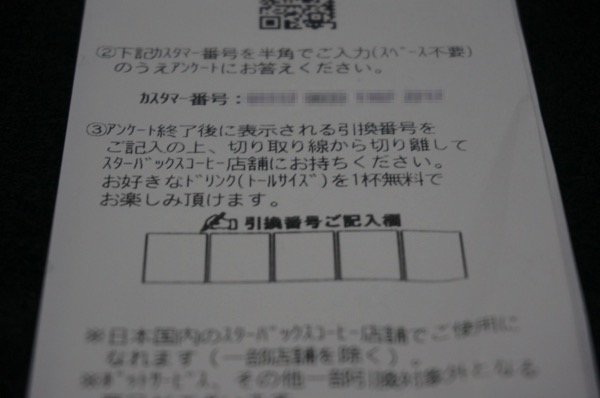 ②下記ｶｽﾀﾏｰ番号を半角でご入力(ｽﾍﾟｰｽ不要)
のうえｱﾝｹｰﾄにお答えください。
ｶｽﾀﾏｰ番号：
③ｱﾝｹｰﾄ終了後に表示される引換番号を
ご記入の上、切り取り線から切り離して
ｽﾀｰﾊﾞｯｸｽｺｰﾋｰ店舗にお持ちください。
お好きなﾄﾞﾘﾝｸ(ﾄｰﾙｻｲｽﾞ)を1杯無料で
お楽しみ頂けます。
引換番号ご記入欄
※日本国内のｽﾀｰﾊﾞｯｸｽｺｰﾋｰ店舗でご使用に
なれます(一部店舗を除く)。
その他一部引換対象外となる